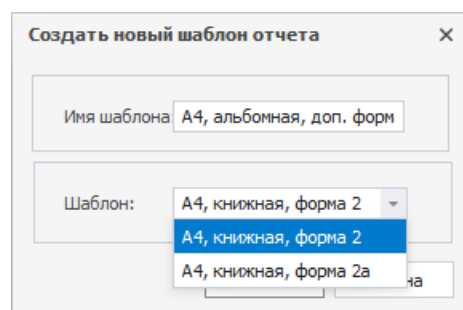 Создать новый шаблон отчета
Имя шаблона А4, альбомная, доп. форм
Шаблон: А4, книжная, форма 2
А4, книжная, форма 2
А4, книжная, форма 2а